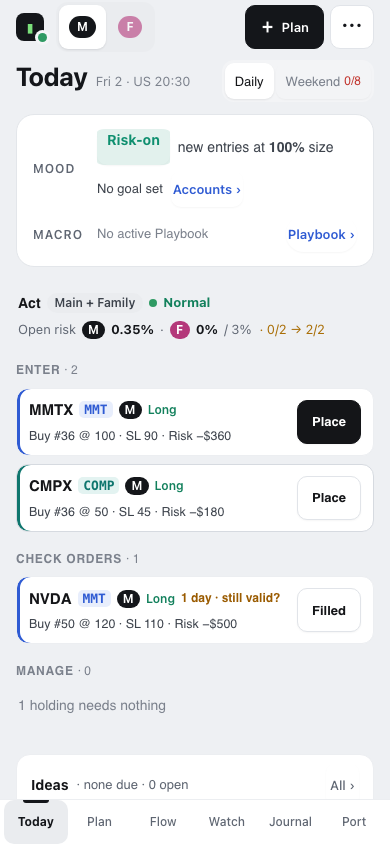 M F + Plan ...
Today Fri 2 · US 20:30 Daily Weekend 0/8
MOOD Risk-on new entries at 100% size
No goal set Accounts ›
MACRO No active Playbook Playbook ›
Act Main + Family Normal
Open risk M 0.35% · F 0% / 3% · 0/2 → 2/2
ENTER · 2
MMTX MMT M Long
Buy #36 @ 100 · SL 90 · Risk −$360
Place
CMPX COMP M Long
Buy #36 @ 50 · SL 45 · Risk −$180
Place
CHECK ORDERS · 1
NVDA MMT M Long 1 day · still valid?
Buy #50 @ 120 · SL 110 · Risk −$500
Filled
MANAGE · 0
1 holding needs nothing
Ideas · none due · 0 open All ›
Today Plan Flow Watch Journal Port